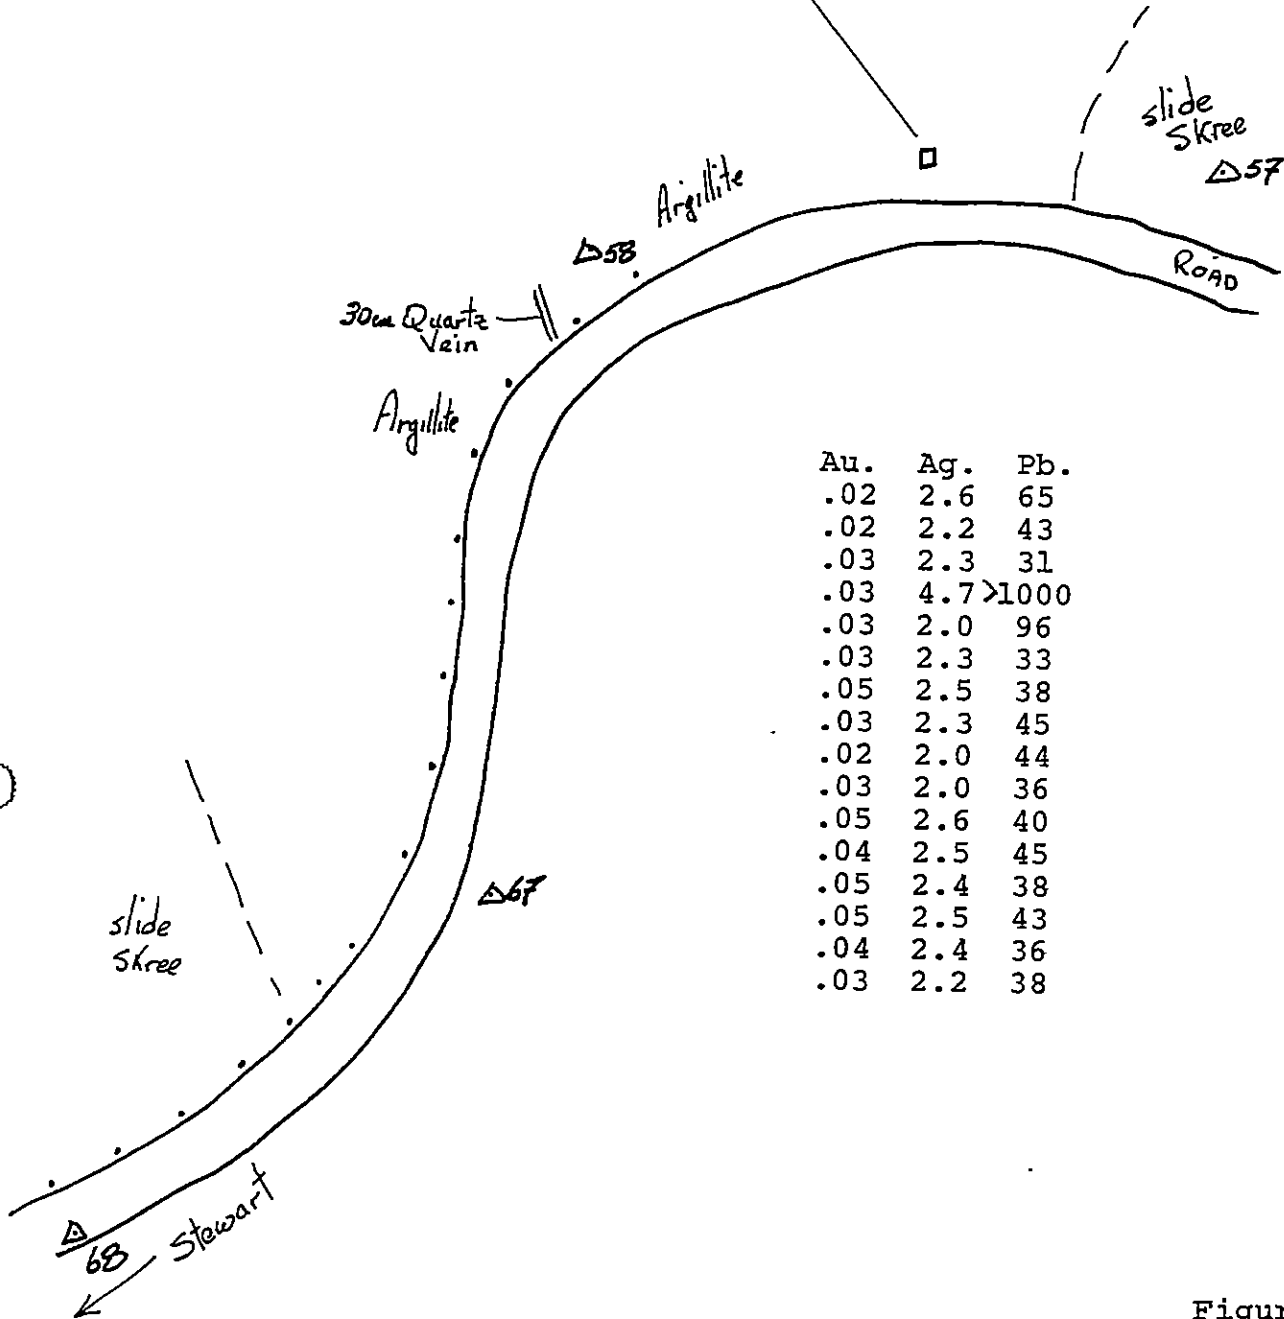 slide
Skree
57
Argillite
58
ROAD
30cm Quartz
Vein
Argillite
Au. Ag. Pb.
.02 2.6 65
.02 2.2 43
.03 2.3 31
.03 4.7 >1000
.03 2.0 96
.03 2.3 33
.05 2.5 38
.03 2.3 45
.02 2.0 44
.03 2.0 36
.05 2.6 40
.04 2.5 45
.05 2.4 38
.05 2.5 43
.04 2.4 36
.03 2.2 38
67
slide
Skree
Stewart
68